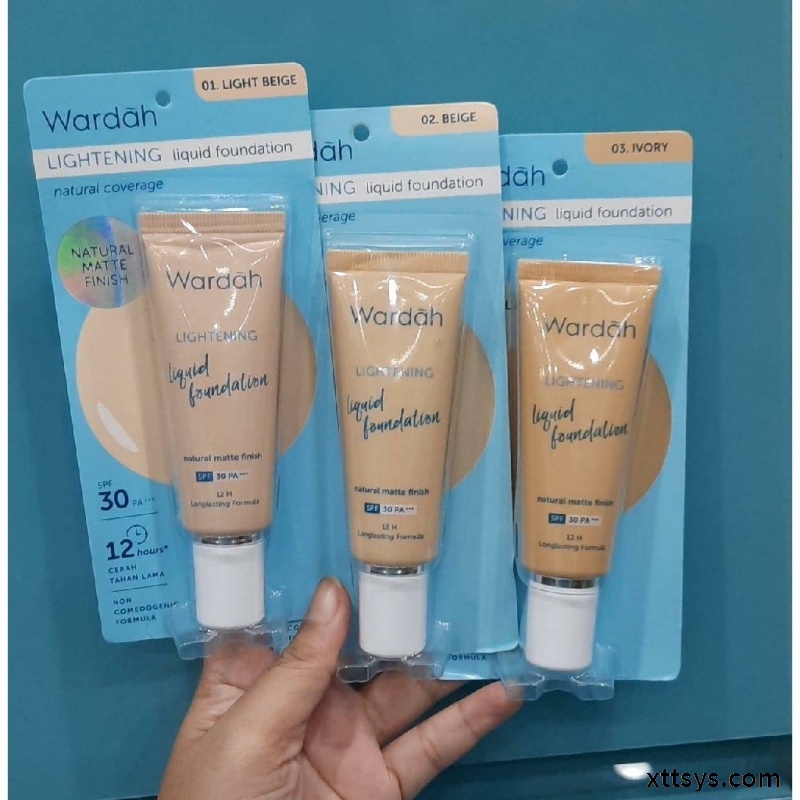 01. LIGHT BEIGE
Wardah
LIGHTENING liquid foundation
natural coverage
NATURAL
MATTE
FINISH
Wardah
LIGHTENING
liquid
foundation
natural matte finish
SPF 30 PA+++
12 H
Longlasting Formula
SPF
30 PA+++
12 hours*
CERAH
TAHAN LAMA
NON
COMEDOGENIC
FORMULA
02. BEIGE
dah
NING liquid foundation
verage
Wardah
LIGHTENING
liquid
foundation
natural matte finish
SPF 30 PA+++
12 H
Longlasting Formula
FORMULA
03. IVORY
dah
NING liquid foundation
overage
Wardah
LIGHTENING
liquid
foundation
natural matte finish
SPF 30 PA+++
12 H
Longlasting Formula
xttsys.com